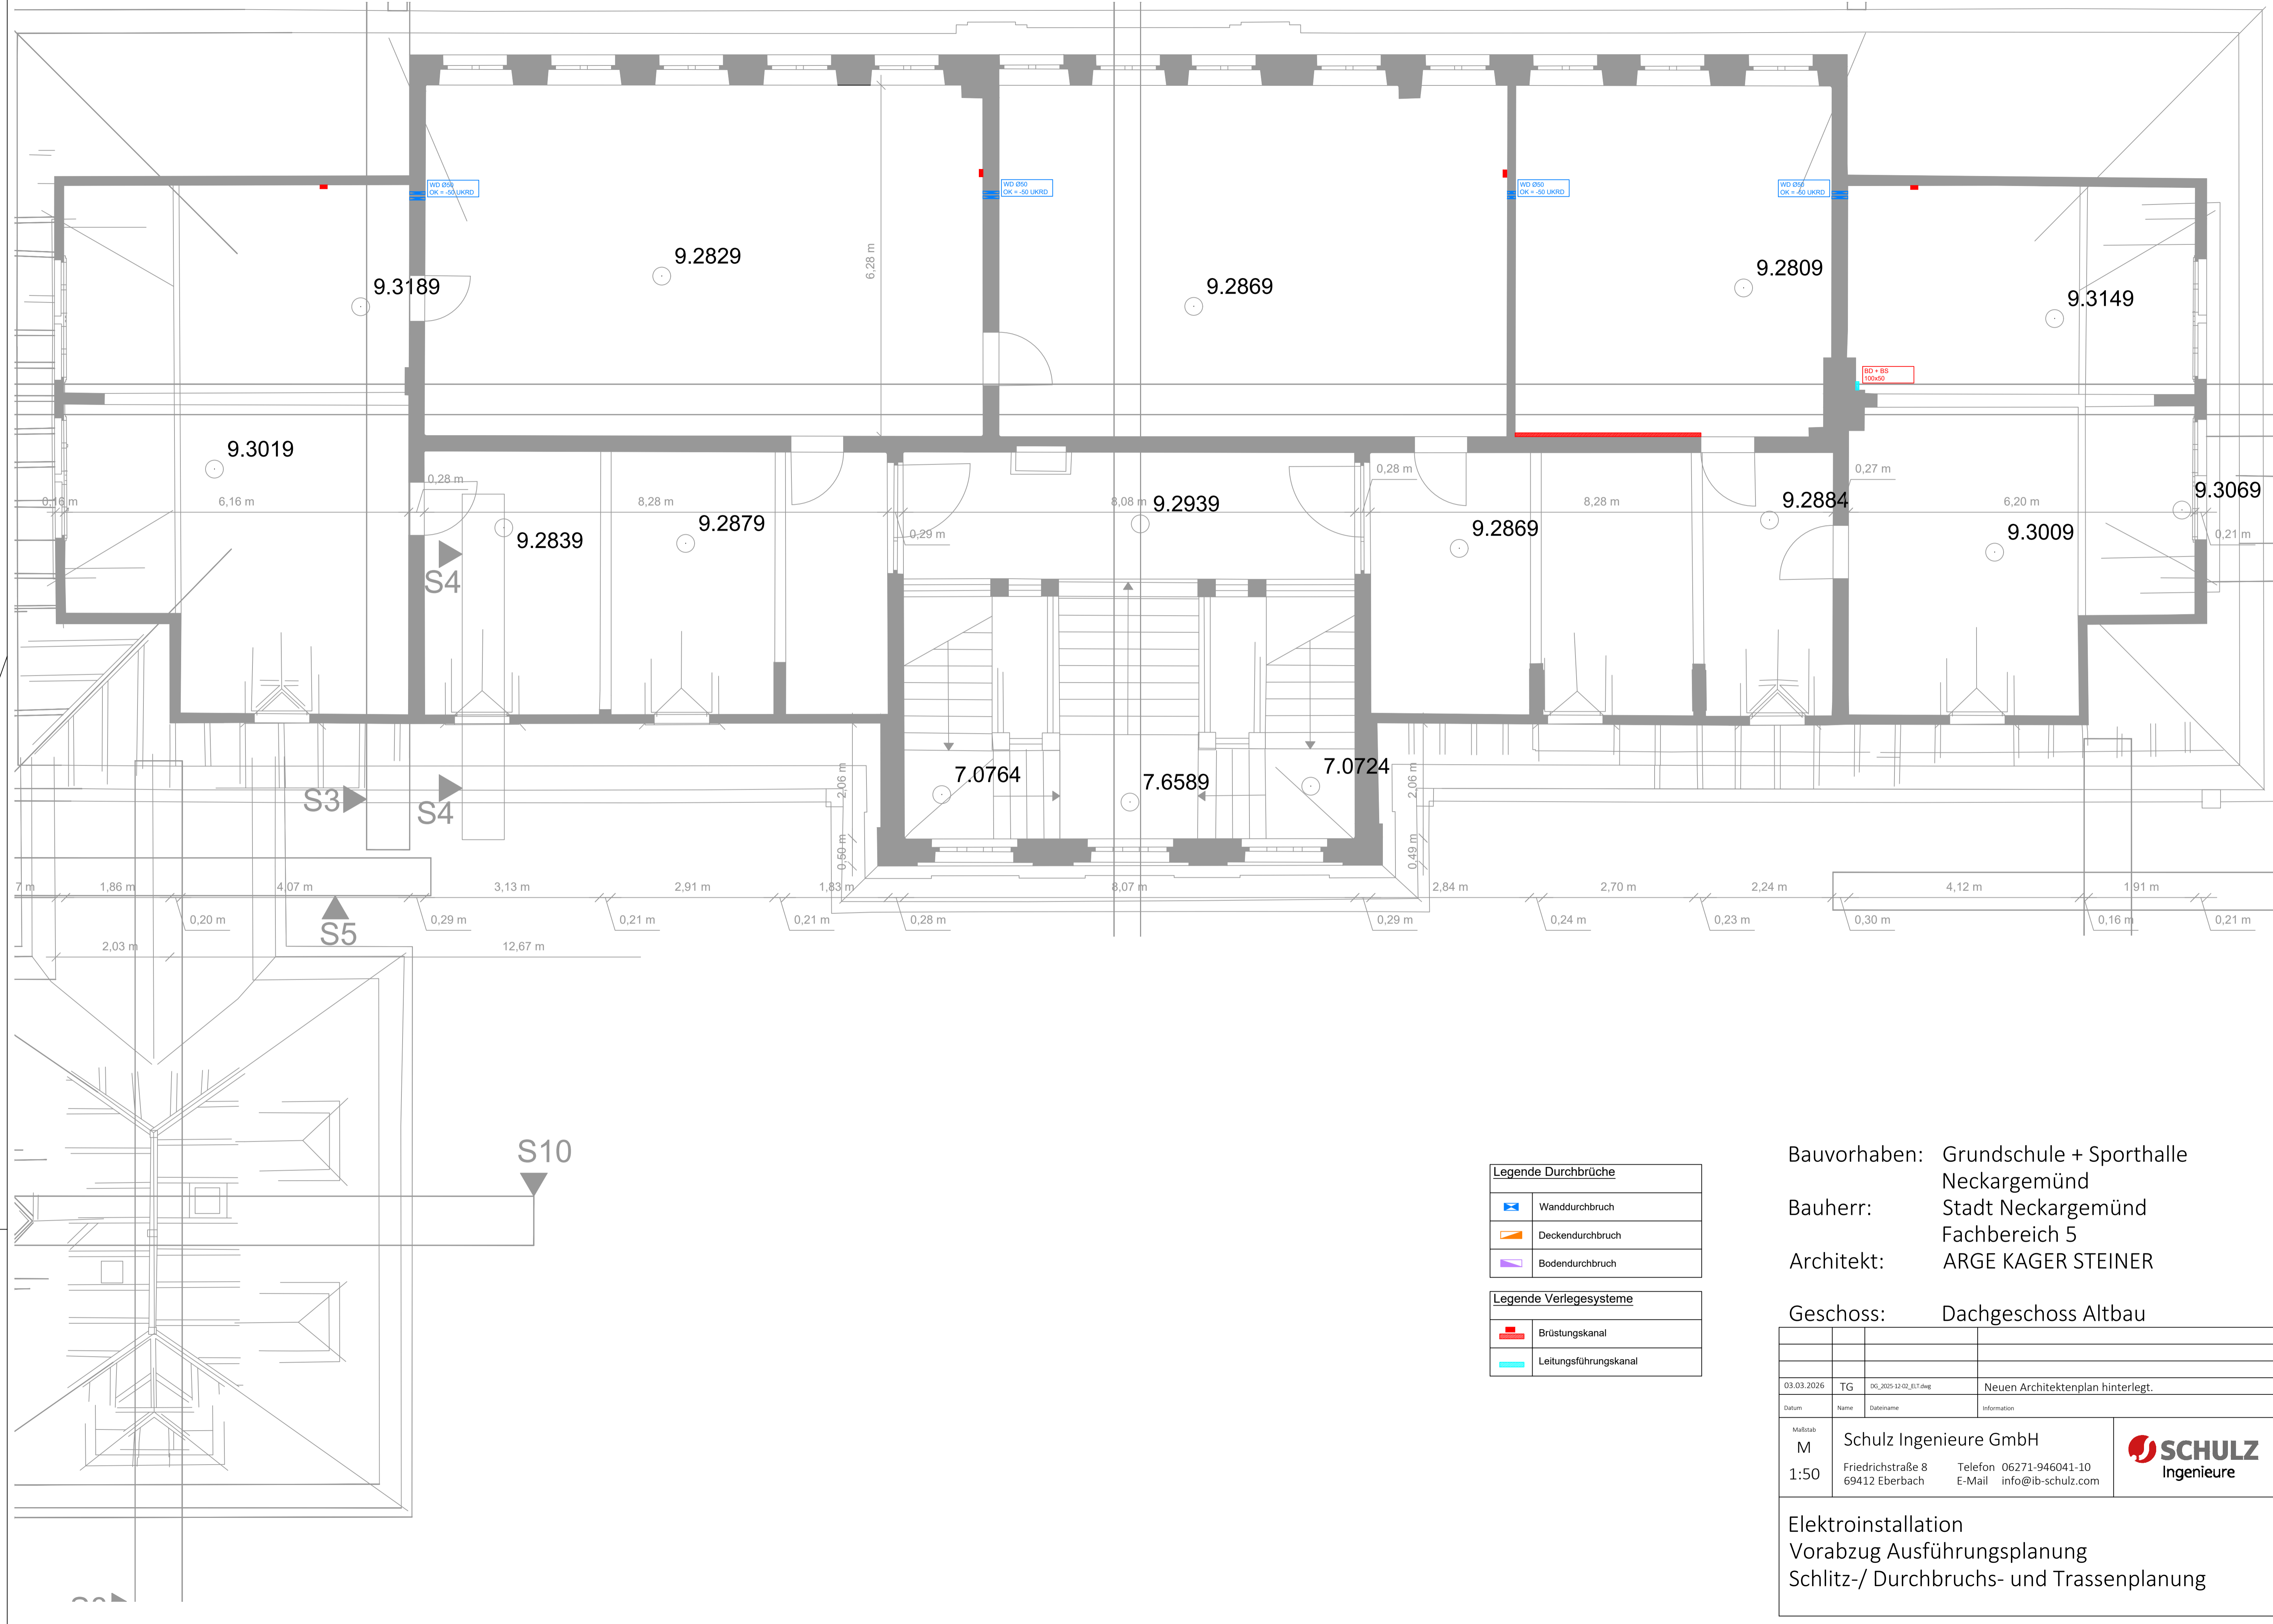 WD Ø50
OK = -50 UKRD
WD Ø50
OK = -50 UKRD
WD Ø50
OK = -50 UKRD
WD Ø50
OK = -50 UKRD
9.3189
9.2829
6,28 m
9.2869
9.2809
9.3149
BD + BS
100x50
9.3019
0,16 m
6,16 m
0,28 m
8,28 m
9.2839
9.2879
0,29 m
8,08 m
9.2939
0,28 m
9.2869
8,28 m
9.2884
0,27 m
6,20 m
9.3009
9.3069
0,21 m
S4
S3
S4
2,06 m
0,50 m
7.0764
7.6589
7.0724
2,06 m
0,49 m
7 m
1,86 m
4,07 m
3,13 m
2,91 m
1,83 m
8,07 m
2,84 m
2,70 m
2,24 m
4,12 m
1,91 m
0,20 m
0,29 m
0,21 m
0,21 m
0,28 m
0,29 m
0,24 m
0,23 m
0,30 m
0,16 m
0,21 m
S5
2,03 m
12,67 m
S10
Legende Durchbrüche
Wanddurchbruch
Deckendurchbruch
Bodendurchbruch
Legende Verlegesysteme
Brüstungskanal
Leitungsführungskanal
Bauvorhaben: Grundschule + Sporthalle
Neckargemünd
Bauherr: Stadt Neckargemünd
Fachbereich 5
Architekt: ARGE KAGER STEINER
Geschoss: Dachgeschoss Altbau
03.03.2026 TG DG_2025-12-02_ELT.dwg Neuen Architektenplan hinterlegt.
Datum Name Dateiname Information
Maßstab
M
1:50
Schulz Ingenieure GmbH
Friedrichstraße 8 Telefon 06271-946041-10
69412 Eberbach E-Mail info@ib-schulz.com
SCHULZ
Ingenieure
Elektroinstallation
Vorabzug Ausführungsplanung
Schlitz-/ Durchbruchs- und Trassenplanung